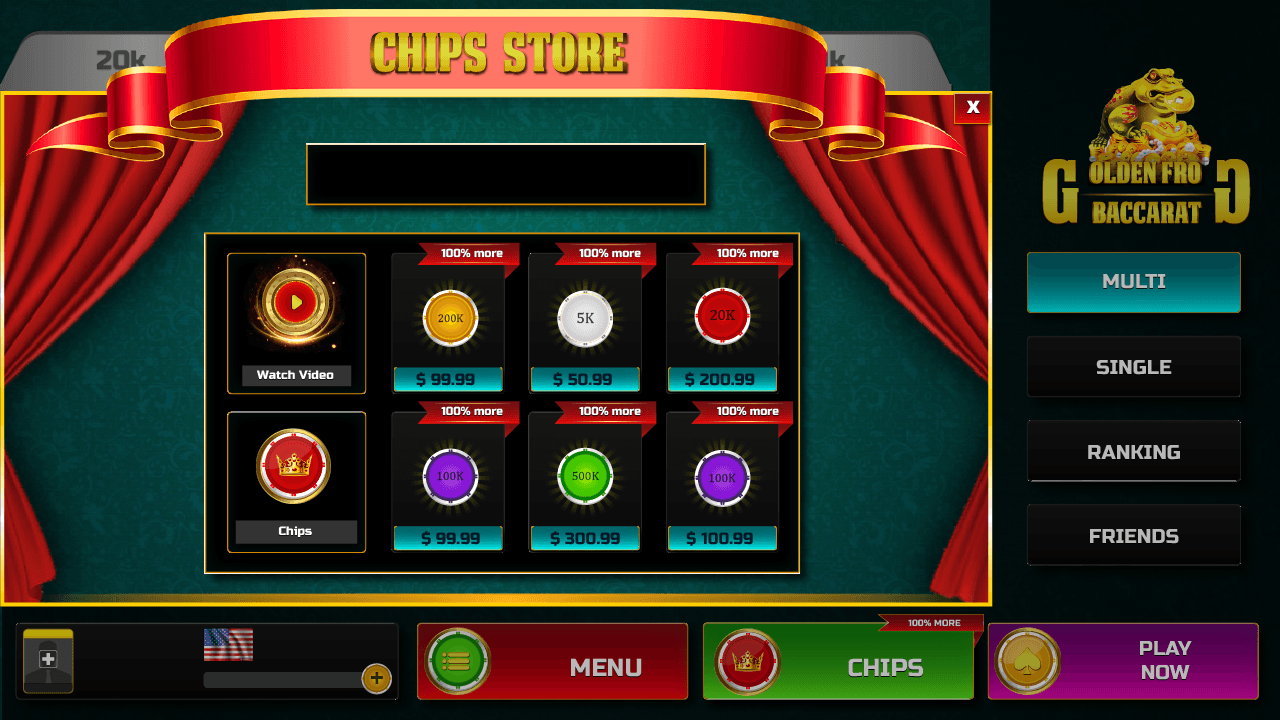 20k
CHIPS STORE
k
X
GOLDEN FROG
BACCARAT
100% more
100% more
100% more
200K
5K
20K
Watch Video
$ 99.99
$ 50.99
$ 200.99
100% more
100% more
100% more
100K
500K
100K
Chips
$ 99.99
$ 300.99
$ 100.99
MULTI
SINGLE
RANKING
FRIENDS
MENU
100% MORE
CHIPS
PLAY
NOW